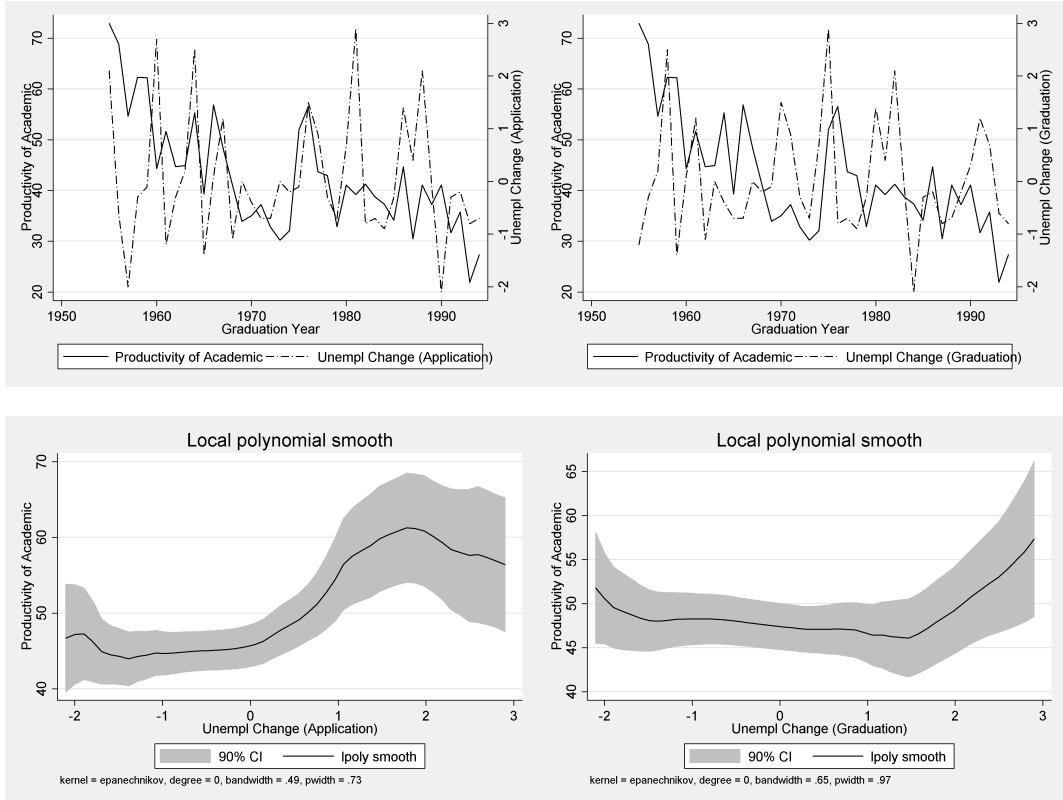 Productivity of Academic
70
60
50
40
30
20
3
2
1
0
-1
-2
Unempl Change (Application)
1950 1960 1970 1980 1990
Graduation Year
Productivity of Academic Unempl Change (Application)
Productivity of Academic
70
60
50
40
30
20
3
2
1
0
-1
-2
Unempl Change (Graduation)
1950 1960 1970 1980 1990
Graduation Year
Productivity of Academic Unempl Change (Graduation)
Local polynomial smooth
Productivity of Academic
70
60
50
40
-2 -1 0 1 2 3
Unempl Change (Application)
90% CI lpoly smooth
kernel = epanechnikov, degree = 0, bandwidth = .49, pwidth = .73
Local polynomial smooth
Productivity of Academic
65
60
55
50
45
40
-2 -1 0 1 2 3
Unempl Change (Graduation)
90% CI lpoly smooth
kernel = epanechnikov, degree = 0, bandwidth = .65, pwidth = .97